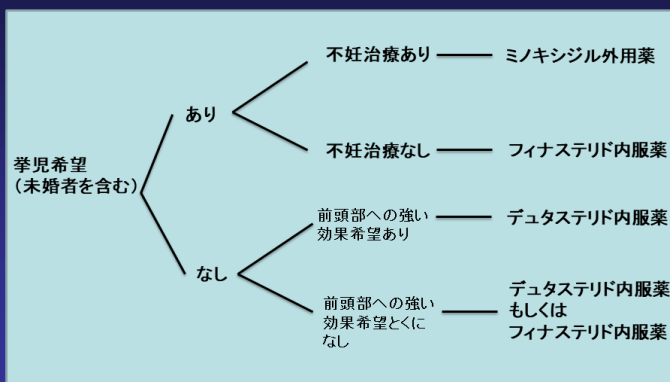 不妊治療あり
ミノキシジル外用薬
あり
不妊治療なし
フィナステリド内服薬
挙児希望
(未婚者を含む)
前頭部への強い
効果希望あり
デュタステリド内服薬
なし
前頭部への強い
効果希望とくに
なし
デュタステリド内服薬
もしくは
フィナステリド内服薬